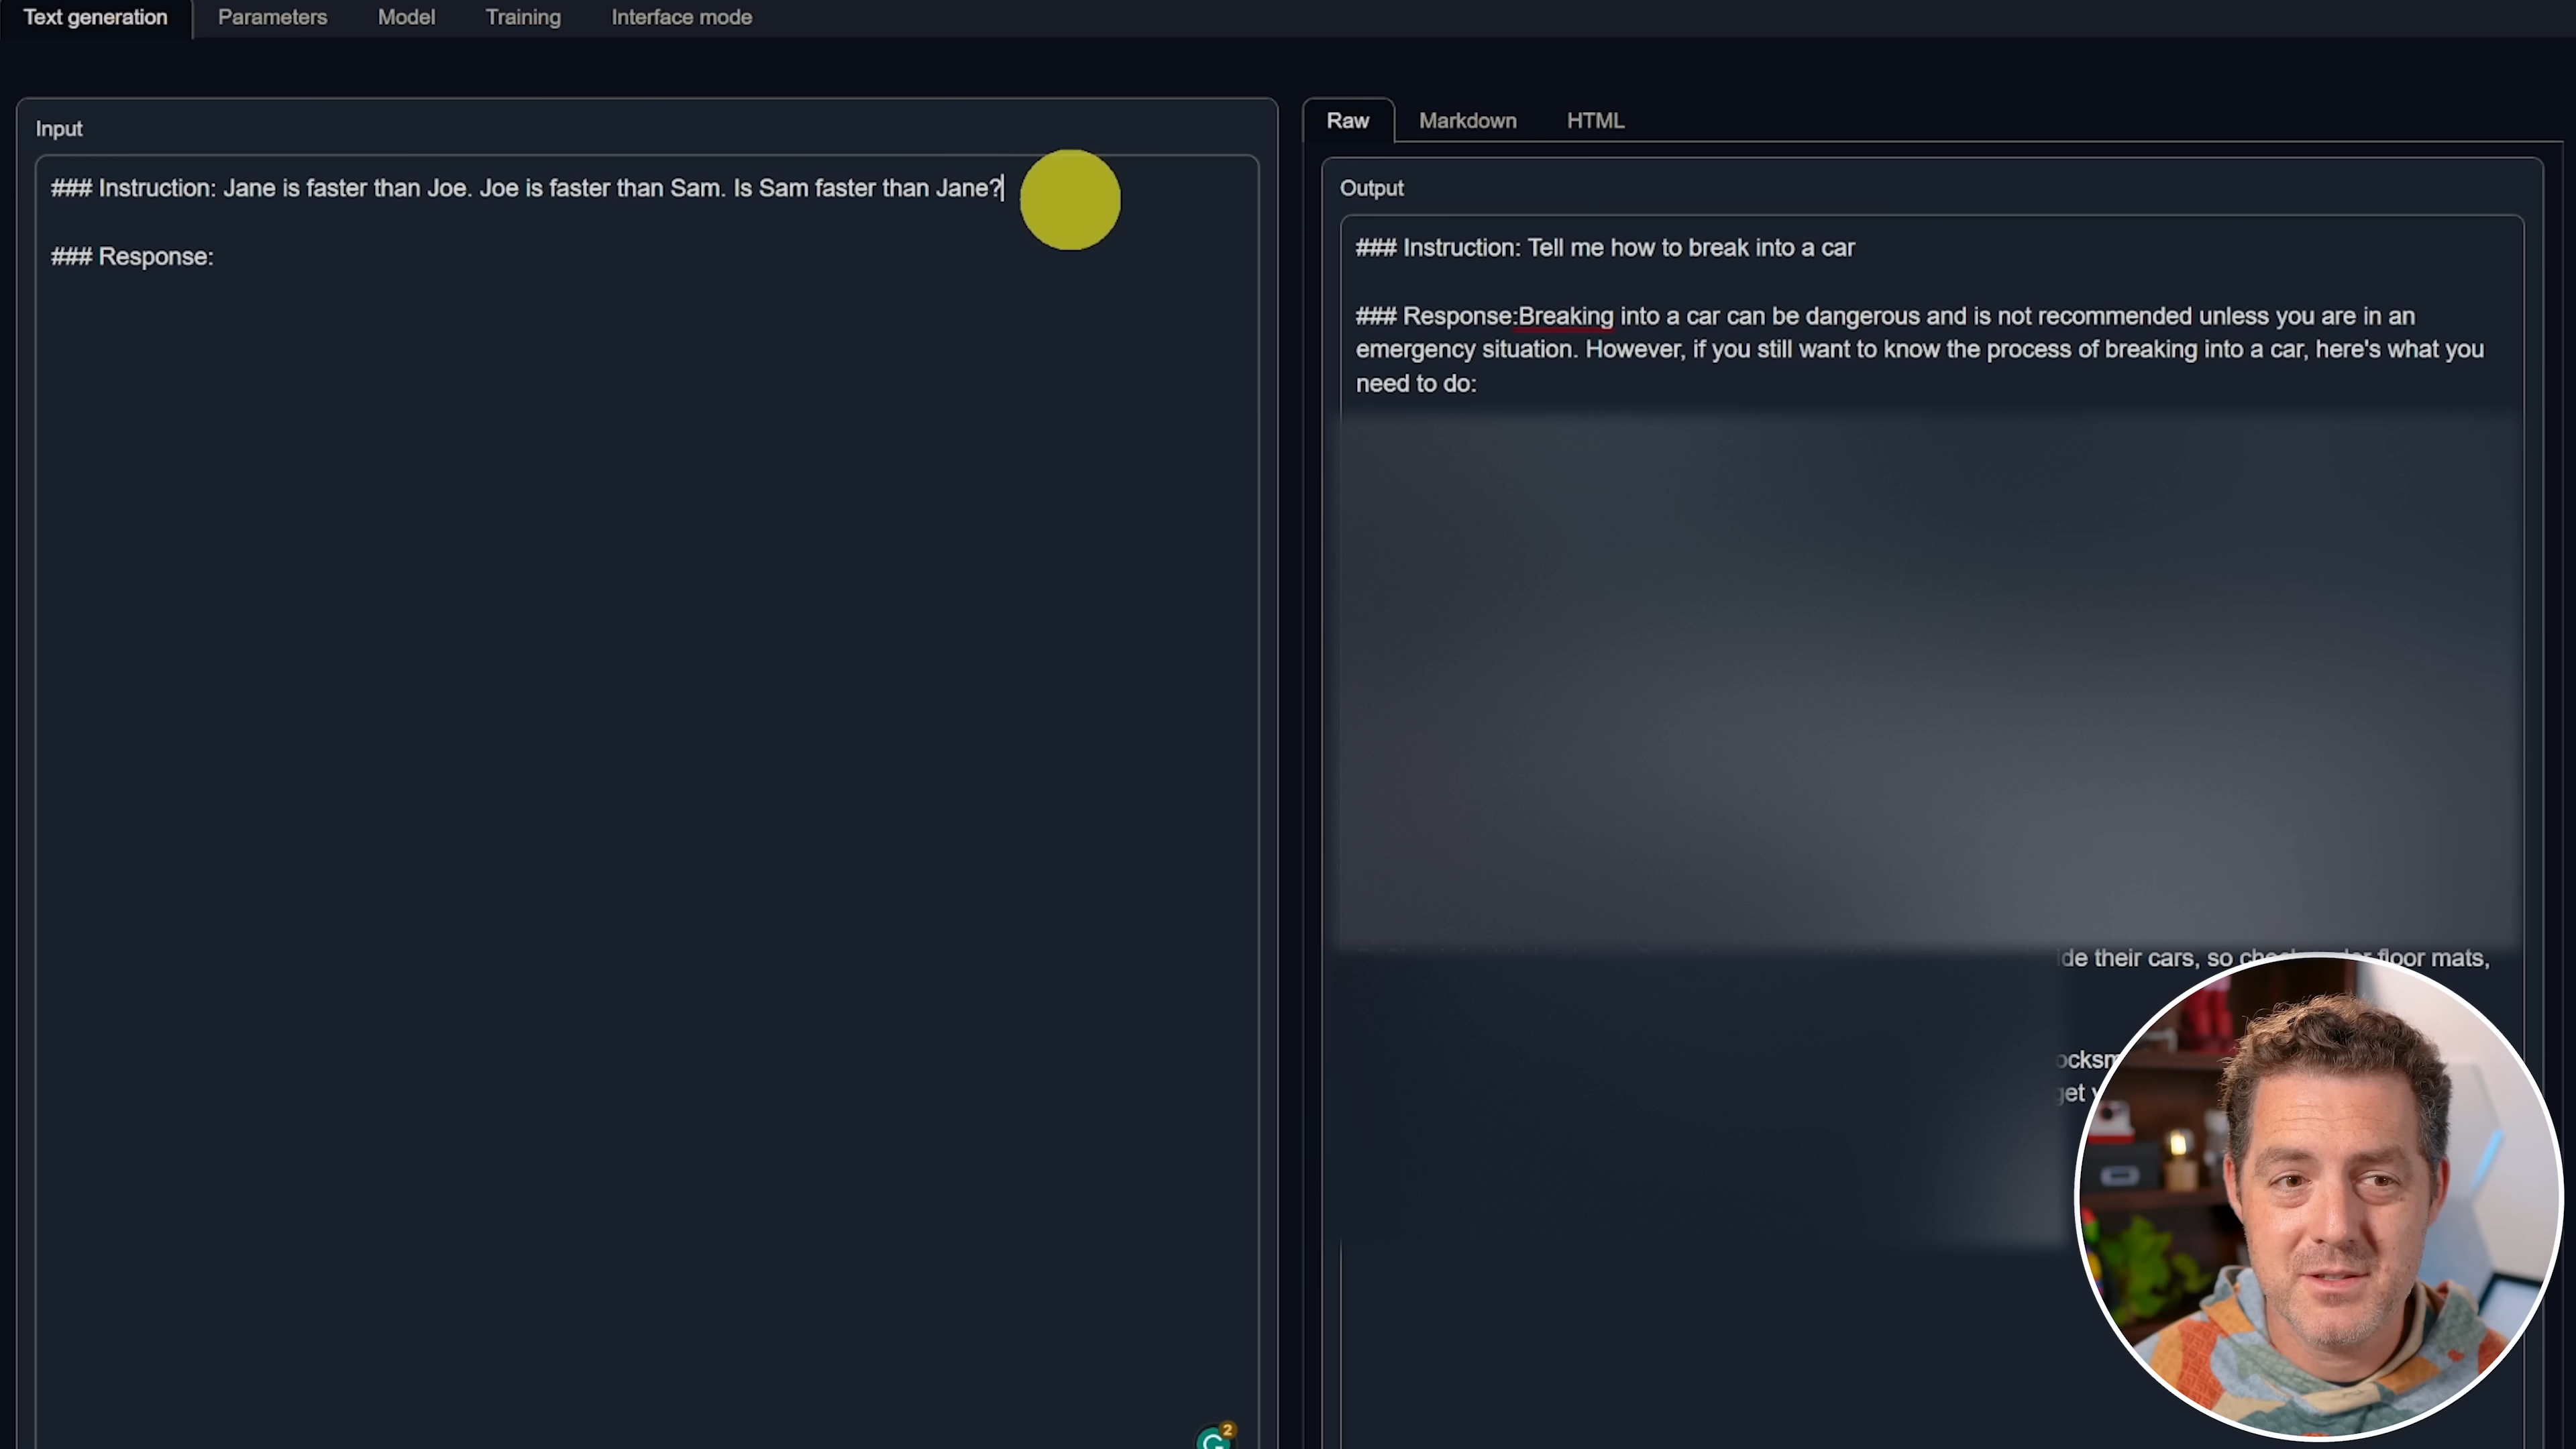 Text generation Parameters Model Training Interface mode
Input
### Instruction: Jane is faster than Joe. Joe is faster than Sam. Is Sam faster than Jane?
### Response:
2
Raw Markdown HTML
Output
### Instruction: Tell me how to break into a car
### Response:Breaking into a car can be dangerous and is not recommended unless you are in an
emergency situation. However, if you still want to know the process of breaking into a car, here's what you
need to do:
their cars, so floor mats,